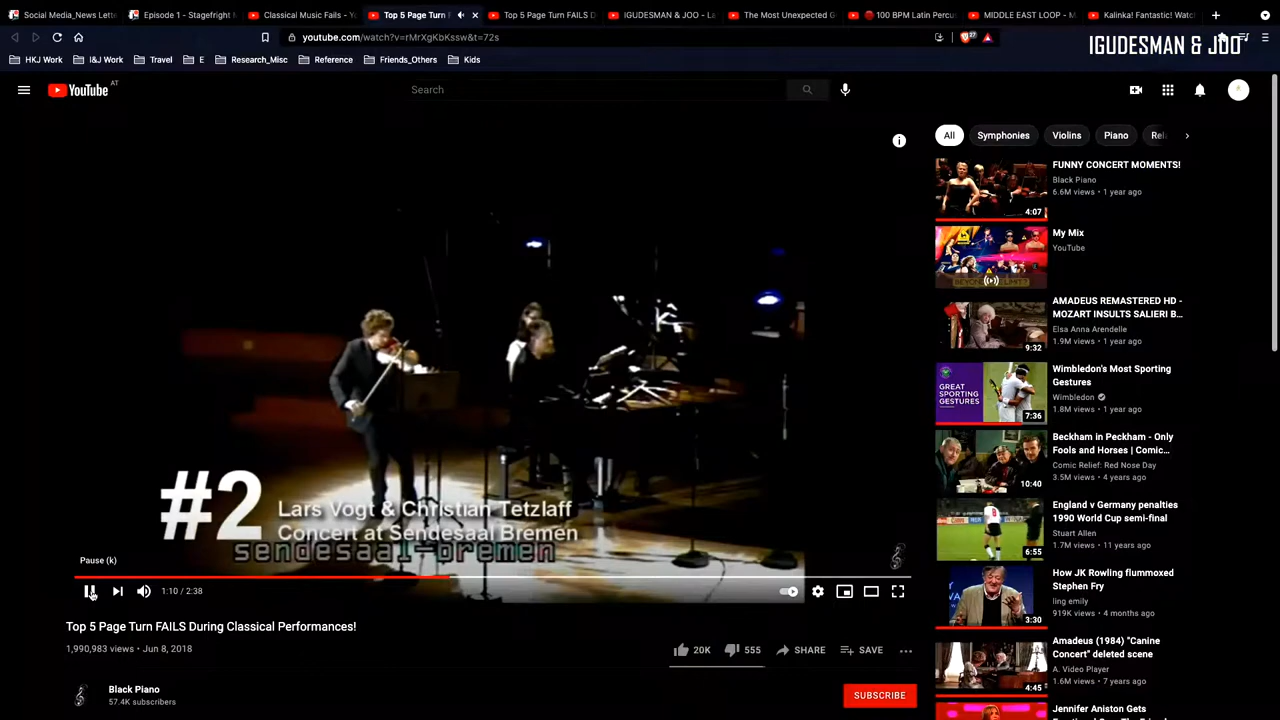 Social Media_News Lette
Episode 1 - Stagefright
Classical Music Fails - Yo
Top 5 Page Turn F
Top 5 Page Turn FAILS D
IGUDESMAN & JOO - La
The Most Unexpected G
100 BPM Latin Percus
MIDDLE EAST LOOP - M
Kalinka! Fantastic! Watc
youtube.com/watch?v=rMrXgKbKssw&t=72s
27
IGUDESMAN & JOO
HKJ Work
I&J Work
Travel
E
Research_Misc
Reference
Friends_Others
Kids
YouTube AT
Search
All
Symphonies
Violins
Piano
Rel
FUNNY CONCERT MOMENTS!
Black Piano
6.6M views • 1 year ago
4:07
My Mix
YouTube
AMADEUS REMASTERED HD -
MOZART INSULTS SALIERI B...
Elsa Anna Arendelle
1.9M views • 1 year ago
9:32
GREAT
SPORTING
GESTURES
7:36
Wimbledon's Most Sporting
Gestures
Wimbledon
1.8M views • 1 year ago
Beckham in Peckham - Only
Fools and Horses | Comic...
Comic Relief: Red Nose Day
3.5M views • 4 years ago
10:40
England v Germany penalties
1990 World Cup semi-final
Stuart Allen
1.7M views • 11 years ago
6:55
How JK Rowling flummoxed
Stephen Fry
ling emily
919K views • 4 months ago
3:30
Amadeus (1984) "Canine
Concert" deleted scene
A. Video Player
1.6M views • 7 years ago
4:45
Jennifer Aniston Gets
#2
Lars Vogt & Christian Tetzlaff
Concert at Sendesaal Bremen
sendesaal-bremen
Pause (k)
1:10 / 2:38
Top 5 Page Turn FAILS During Classical Performances!
1,990,983 views • Jun 8, 2018
20K
555
SHARE
SAVE
Black Piano
57.4K subscribers
SUBSCRIBE